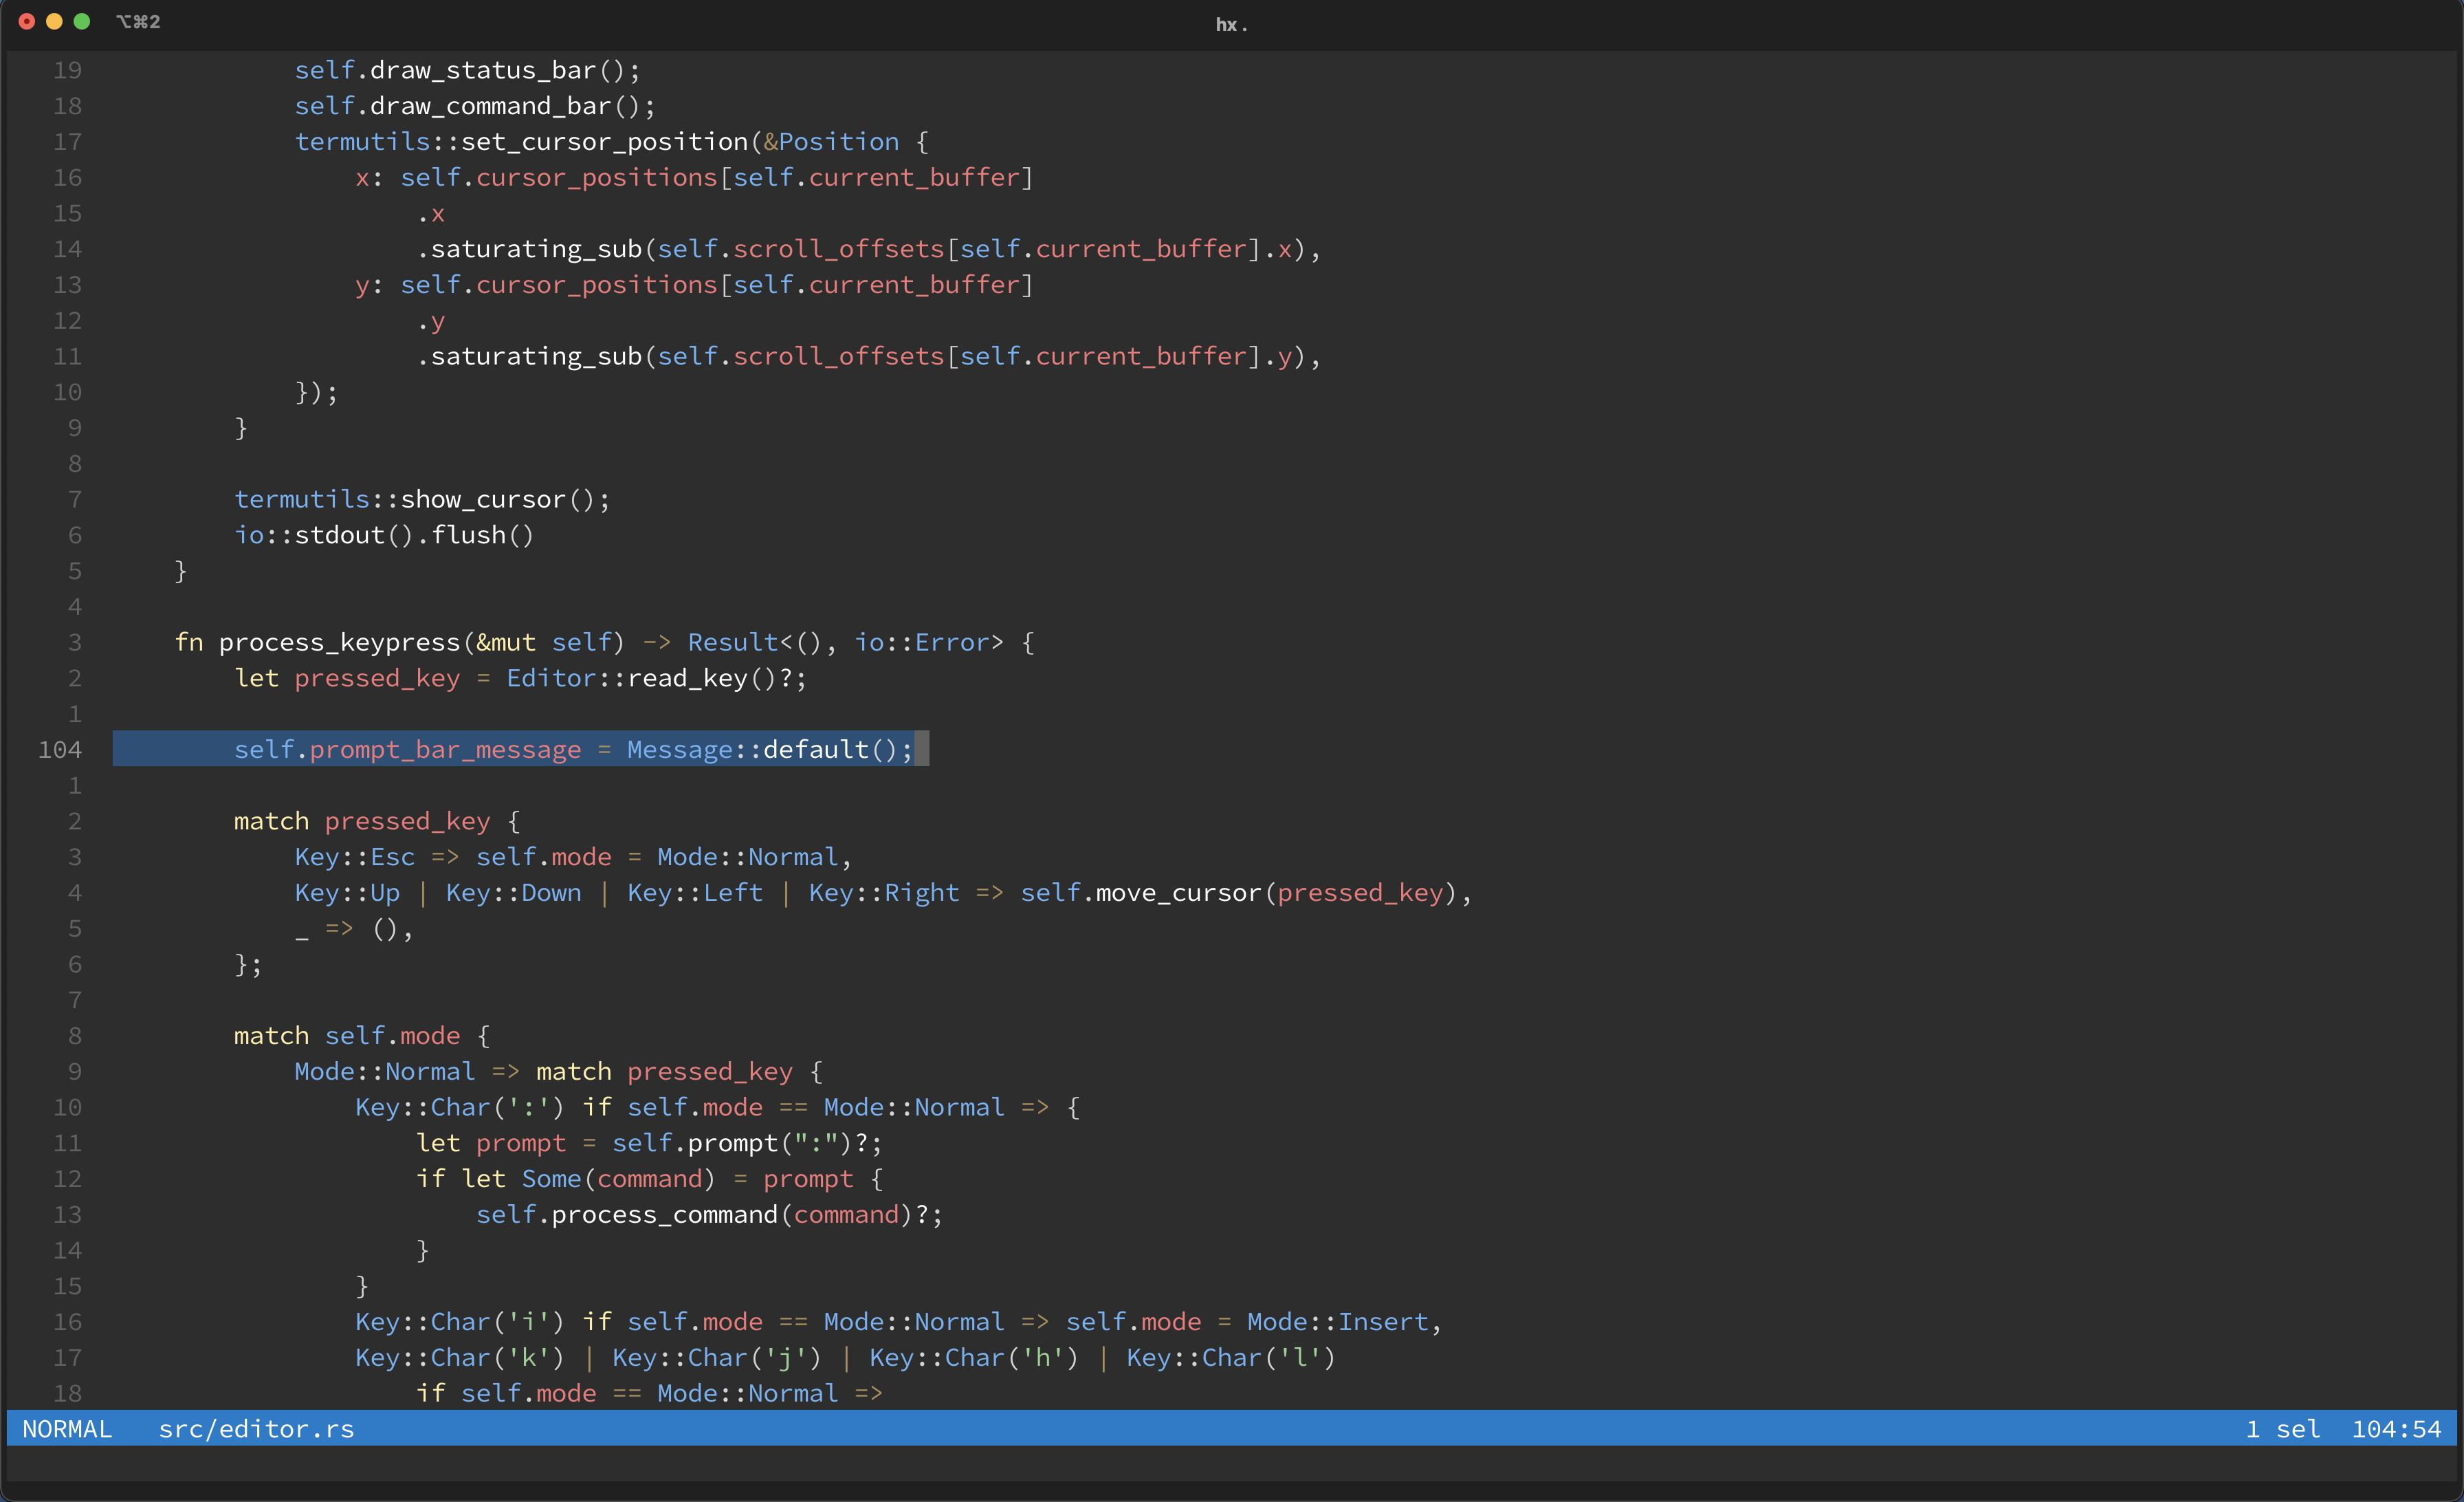 ⌥⌘2 hx .
19 self.draw_status_bar();
18 self.draw_command_bar();
17 termutils::set_cursor_position(&Position {
16 x: self.cursor_positions[self.current_buffer]
15 .x
14 .saturating_sub(self.scroll_offsets[self.current_buffer].x),
13 y: self.cursor_positions[self.current_buffer]
12 .y
11 .saturating_sub(self.scroll_offsets[self.current_buffer].y),
10 });
9 }
8
7 termutils::show_cursor();
6 io::stdout().flush()
5 }
4
3 fn process_keypress(&mut self) -> Result<(), io::Error> {
2 let pressed_key = Editor::read_key()?;
1
104 self.prompt_bar_message = Message::default();
1
2 match pressed_key {
3 Key::Esc => self.mode = Mode::Normal,
4 Key::Up | Key::Down | Key::Left | Key::Right => self.move_cursor(pressed_key),
5 _ => (),
6 };
7
8 match self.mode {
9 Mode::Normal => match pressed_key {
10 Key::Char(':') if self.mode == Mode::Normal => {
11 let prompt = self.prompt(":")?;
12 if let Some(command) = prompt {
13 self.process_command(command)?;
14 }
15 }
16 Key::Char('i') if self.mode == Mode::Normal => self.mode = Mode::Insert,
17 Key::Char('k') | Key::Char('j') | Key::Char('h') | Key::Char('l')
18 if self.mode == Mode::Normal =>
NORMAL src/editor.rs 1 sel 104:54